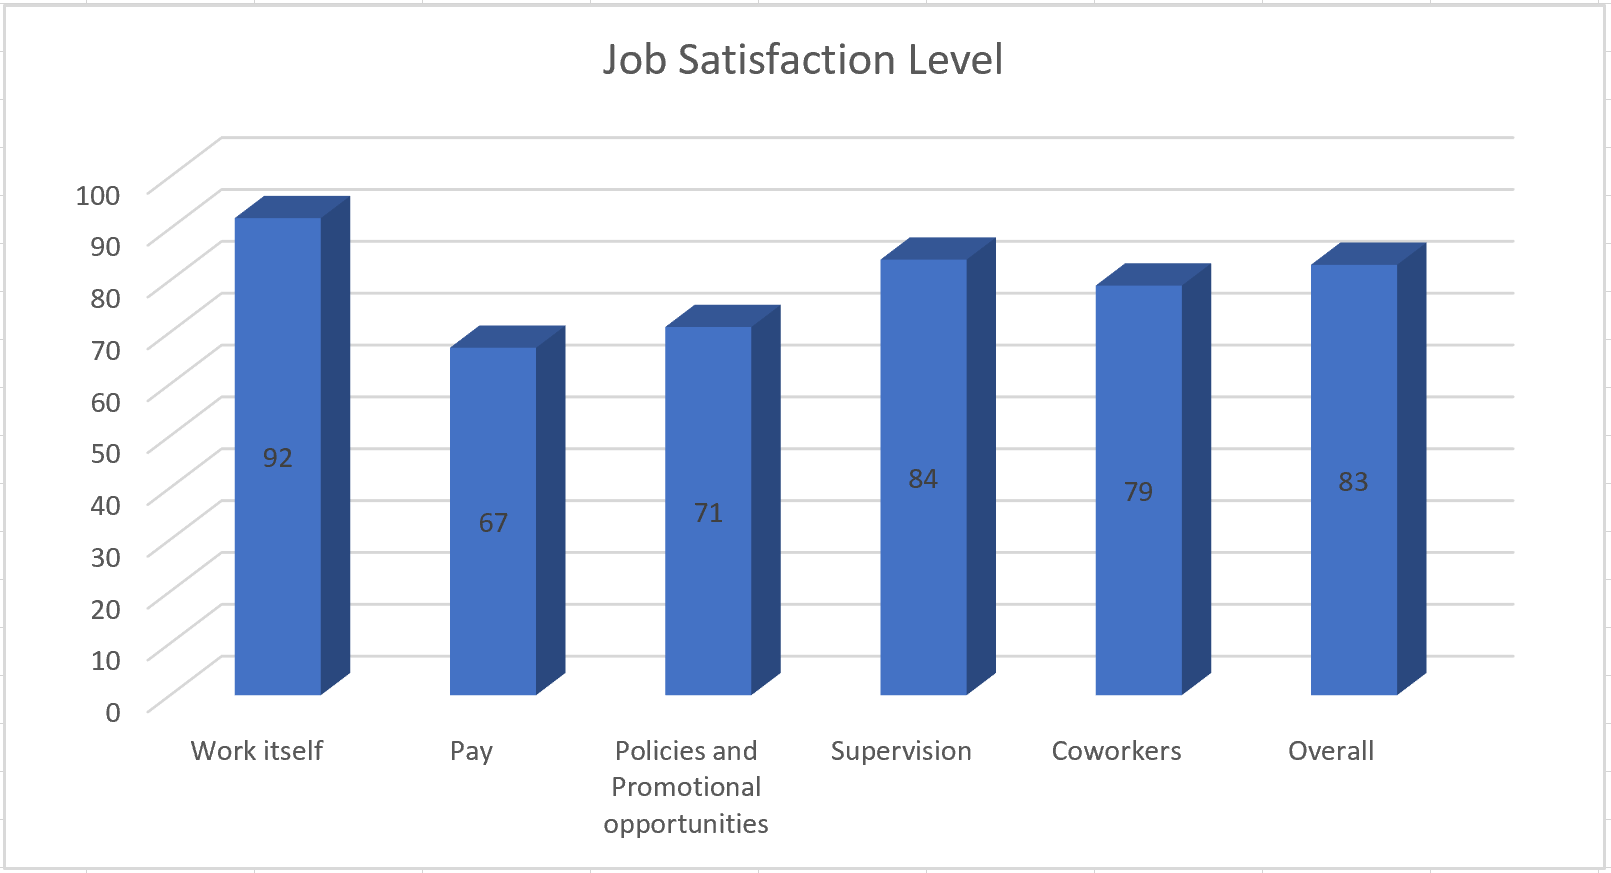 Job Satisfaction Level
100
90
80
70
60
50
40
30
20
10
0
92
67
71
84
79
83
Work itself
Pay
Policies and
Promotional
opportunities
Supervision
Coworkers
Overall